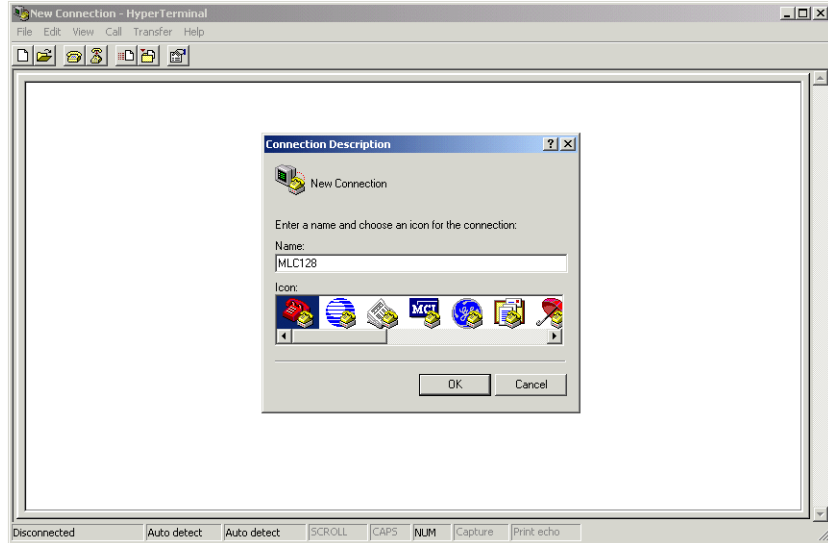 New Connection - HyperTerminal
File Edit View Call Transfer Help
Connection Description
New Connection
Enter a name and choose an icon for the connection:
Name:
MLC128
Icon:
MCI
OK Cancel
Disconnected Auto detect Auto detect SCROLL CAPS NUM Capture Print echo